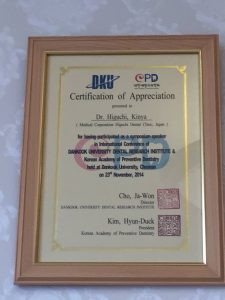 DKU CPD
Certification of Appreciation
presented to
Dr. Higuchi, Kinya
( Medical Corporation Higuchi Dental Clinic, Japan )
for having participated as a symposium speaker
in International Conference of
DANKOOK UNIVERSITY DENTAL RESEARCH INSTITUTE &
Korean Academy of Preventive Dentistry
held at Dankook University, Cheonan
on 23rd November, 2014
Cho, Ja-Won
Director
DANKOOK UNIVERSITY DENTAL RESEARCH INSTITUTE
Kim, Hyun-Duck
President
Korean Academy of Preventive Dentistry